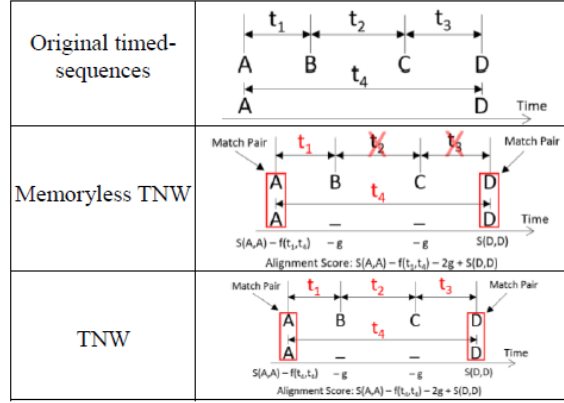 Original timed-
sequences
t₁ t₂ t₃
A B C D
t₄
A D Time
Memoryless TNW
Match Pair t₁ t₂ t₃ Match Pair
A B C D
t₄
A – – D Time
S(A,A) – f(t₁,t₄) –g –g S(D,D)
Alignment Score: S(A,A) – f(t₁,t₄) – 2g + S(D,D)
TNW
Match Pair t₁ t₂ t₃ Match Pair
A B C D
t₄
A – – D Time
S(A,A) – f(t₄,t₄) –g –g S(D,D)
Alignment Score: S(A,A) – f(t₄,t₄) – 2g + S(D,D)